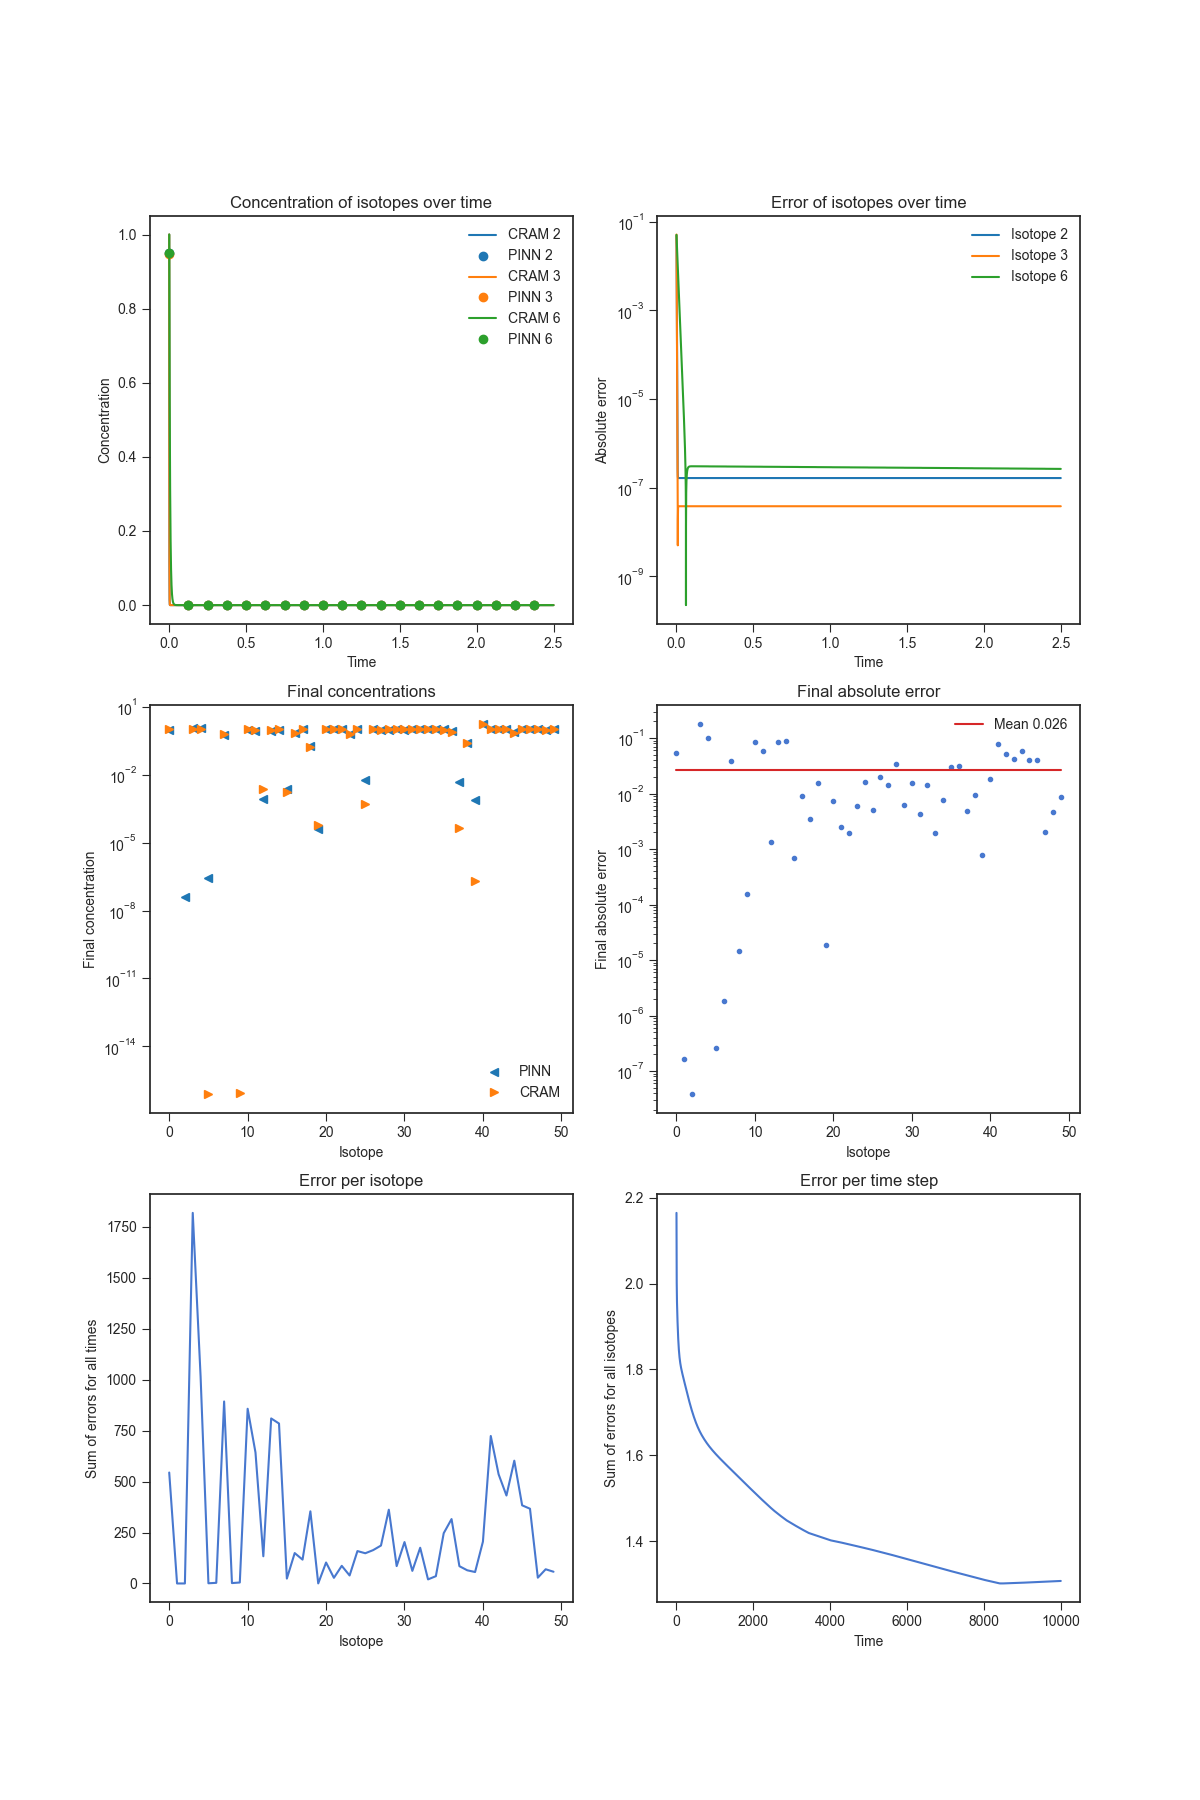 Concentration of isotopes over time
Concentration
1.0
0.8
0.6
0.4
0.2
0.0
CRAM 2
PINN 2
CRAM 3
PINN 3
CRAM 6
PINN 6
0.0 0.5 1.0 1.5 2.0 2.5
Time
Error of isotopes over time
Absolute error
10⁻¹
10⁻³
10⁻⁵
10⁻⁷
10⁻⁹
Isotope 2
Isotope 3
Isotope 6
0.0 0.5 1.0 1.5 2.0 2.5
Time
Final concentrations
Final concentration
10¹
10⁻²
10⁻⁵
10⁻⁸
10⁻¹¹
10⁻¹⁴
PINN
CRAM
0 10 20 30 40 50
Isotope
Final absolute error
Final absolute error
10⁻¹
10⁻²
10⁻³
10⁻⁴
10⁻⁵
10⁻⁶
10⁻⁷
Mean 0.026
0 10 20 30 40 50
Isotope
Error per isotope
Sum of errors for all times
1750
1500
1250
1000
750
500
250
0
0 10 20 30 40 50
Isotope
Error per time step
Sum of errors for all isotopes
2.2
2.0
1.8
1.6
1.4
0 2000 4000 6000 8000 10000
Time